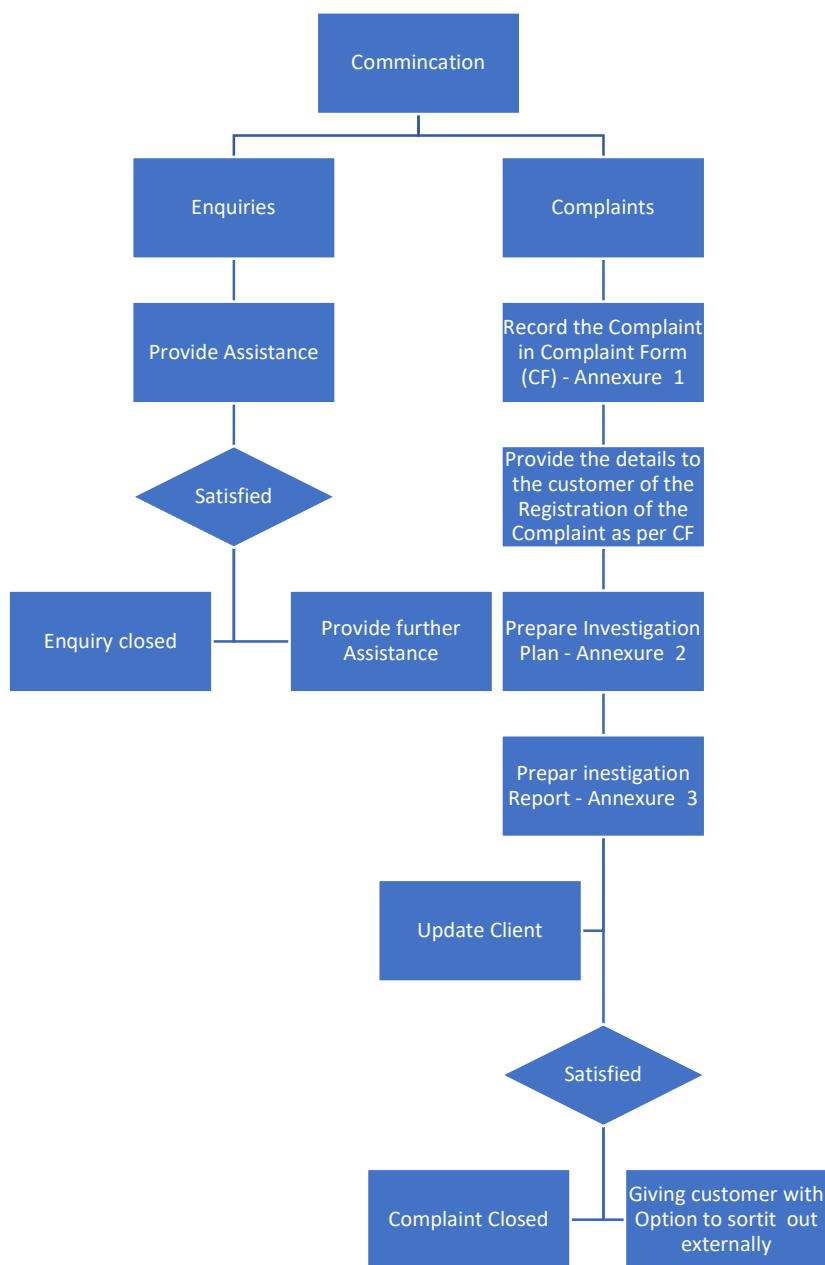 Commincation
Enquiries
Complaints
Provide Assistance
Record the Complaint
in Complaint Form
(CF) - Annexure 1
Satisfied
Provide the details to
the customer of the
Registration of the
Complaint as per CF
Enquiry closed
Provide further
Assistance
Prepare Investigation
Plan - Annexure 2
Prepar inestigation
Report - Annexure 3
Update Client
Satisfied
Complaint Closed
Giving customer with
Option to sortit out
externally